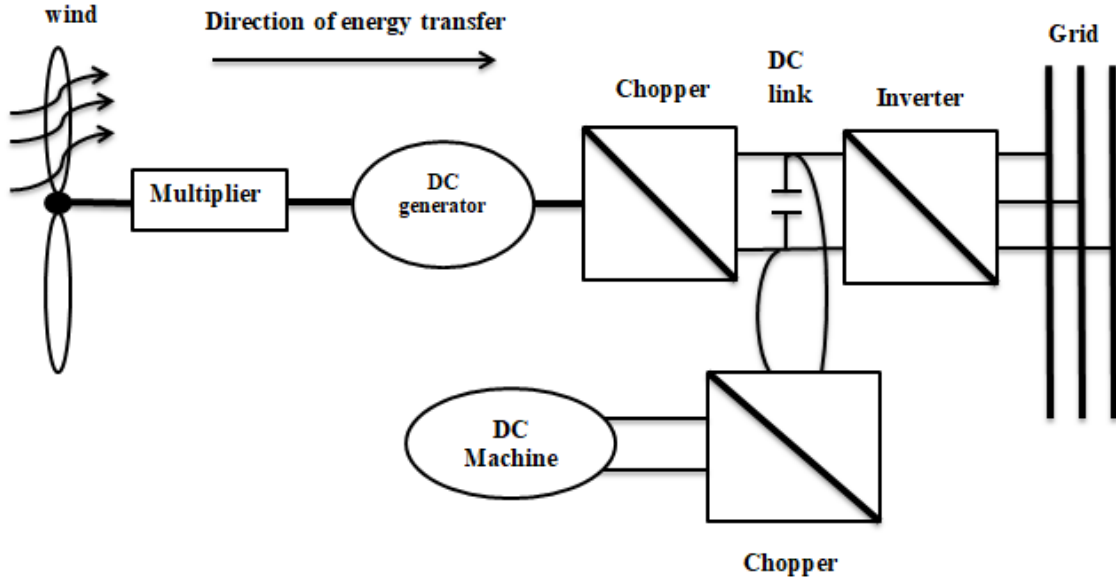 wind
Direction of energy transfer
Grid
Chopper
DC
link
Inverter
Multiplier
DC
generator
DC
Machine
Chopper